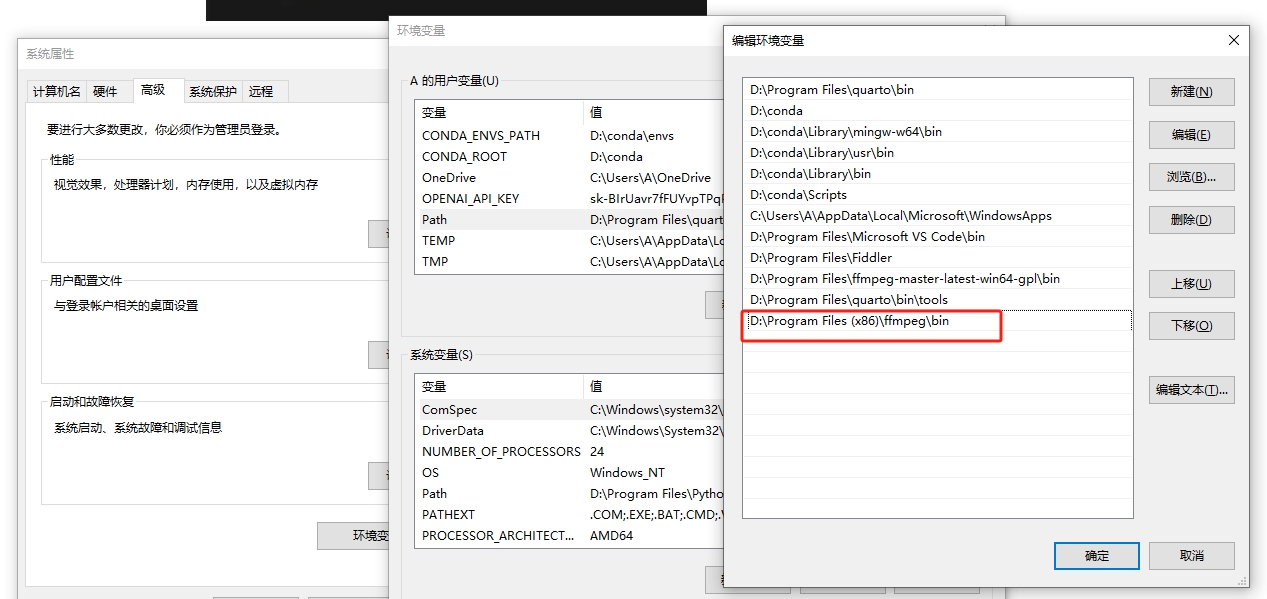 系统属性
计算机名
硬件
高级
系统保护
远程
要进行大多数更改，你必须作为管理员登录。
性能
视觉效果，处理器计划，内存使用，以及虚拟内存
用户配置文件
与登录帐户相关的桌面设置
启动和故障恢复
系统启动、系统故障和调试信息
环境变
环境变量
A 的用户变量(U)
变量 值
CONDA_ENVS_PATH D:\conda\envs
CONDA_ROOT D:\conda
OneDrive C:\Users\A\OneDrive
OPENAI_API_KEY
Path D:\Program Files\quart
TEMP C:\Users\A\AppData\Lo
TMP C:\Users\A\AppData\Lo
系统变量(S)
变量 值
ComSpec C:\Windows\system32\
DriverData C:\Windows\System32\
NUMBER_OF_PROCESSORS 24
OS Windows_NT
Path D:\Program Files\Pytho
PATHEXT .COM;.EXE;.BAT;.CMD;.
PROCESSOR_ARCHITECT... AMD64
编辑环境变量
D:\Program Files\quarto\bin
D:\conda
D:\conda\Library\mingw-w64\bin
D:\conda\Library\usr\bin
D:\conda\Library\bin
D:\conda\Scripts
C:\Users\A\AppData\Local\Microsoft\WindowsApps
D:\Program Files\Microsoft VS Code\bin
D:\Program Files\Fiddler
D:\Program Files\ffmpeg-master-latest-win64-gpl\bin
D:\Program Files\quarto\bin\tools
D:\Program Files (x86)\ffmpeg\bin
新建(N)
编辑(E)
浏览(B)...
删除(D)
上移(U)
下移(O)
编辑文本(T)...
确定
取消